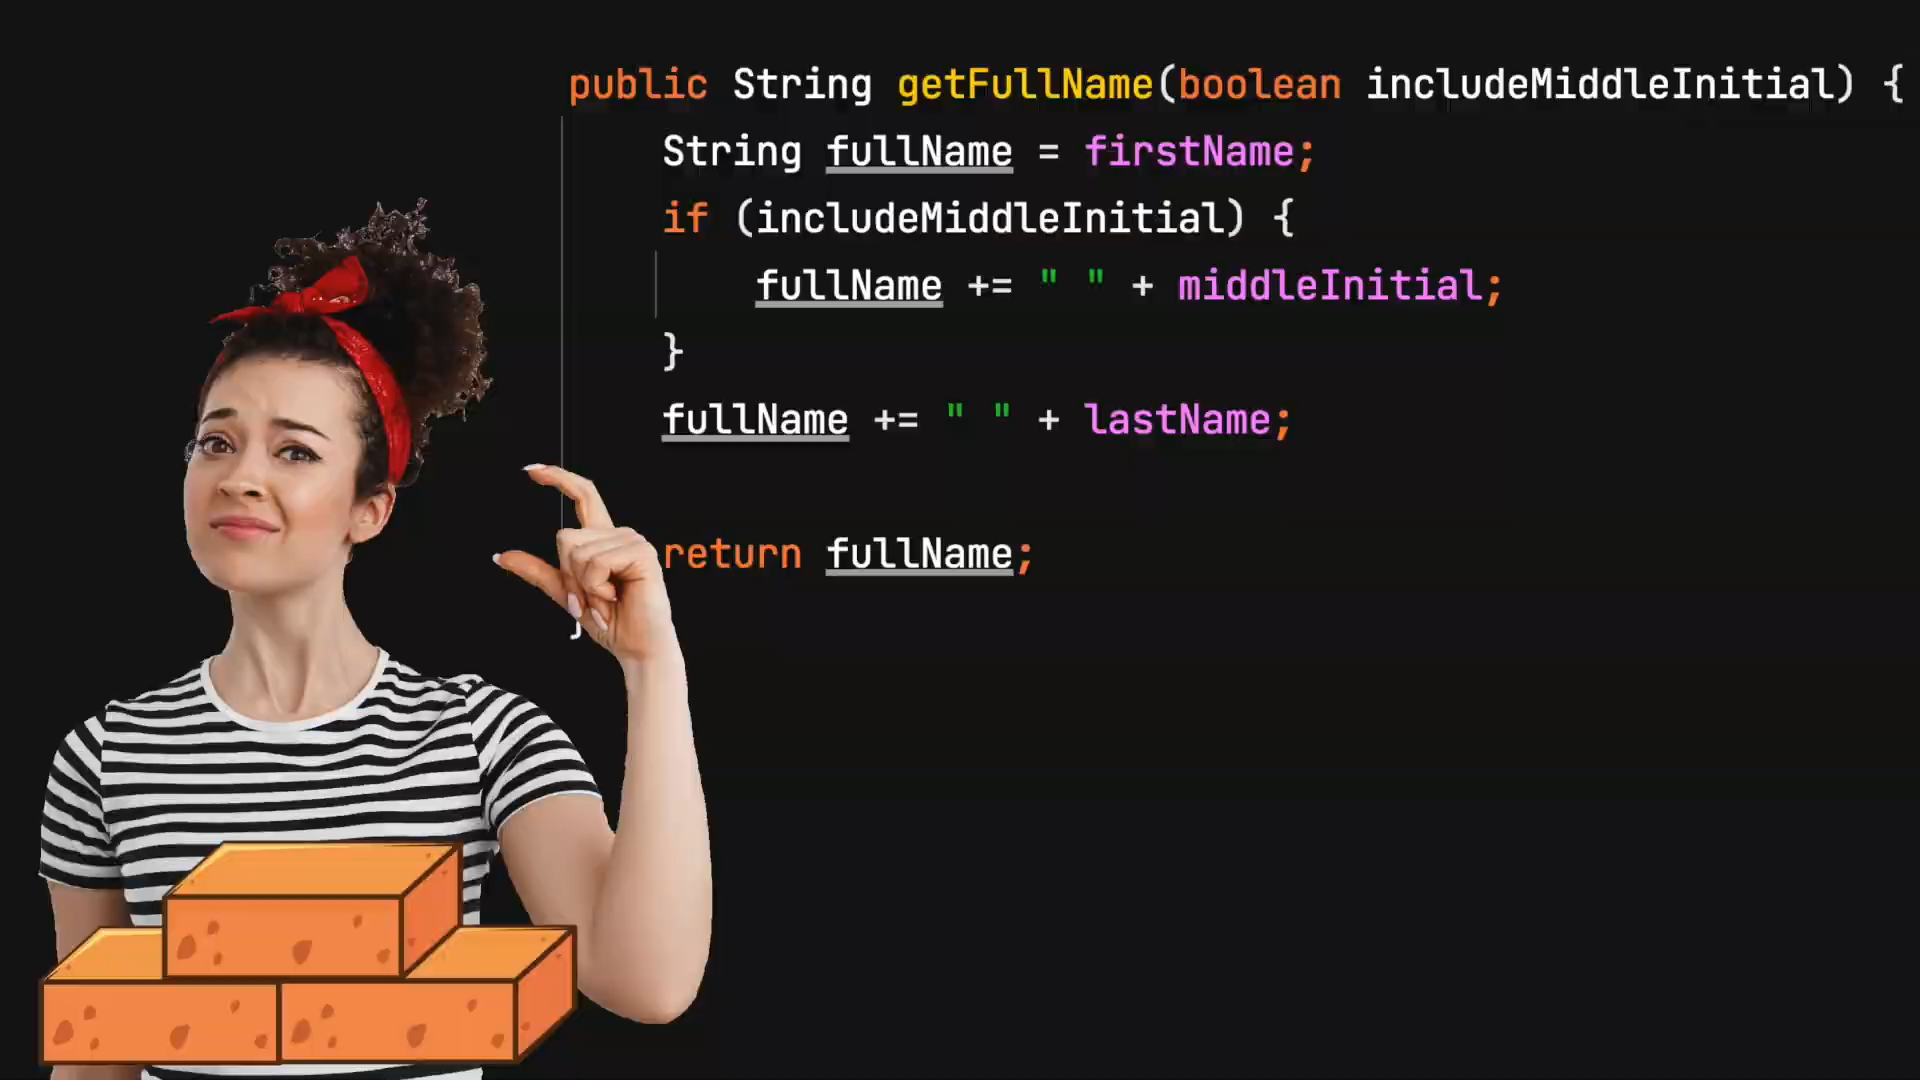 public String getFullName(boolean includeMiddleInitial) {
String fullName = firstName;
if (includeMiddleInitial) {
fullName += " " + middleInitial;
}
fullName += " " + lastName;
return fullName;
}